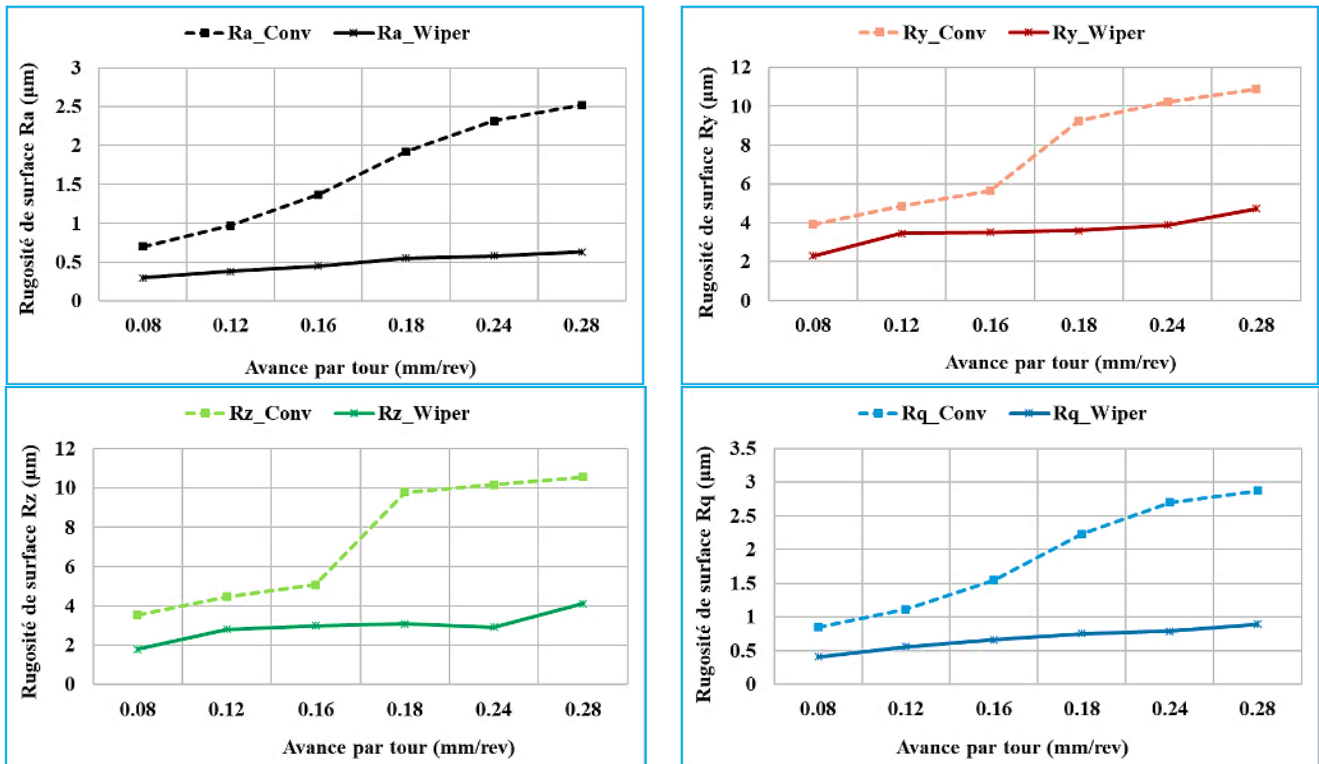 Ra_Conv Ra_Wiper
Rugosité de surface Ra (µm)
3
2.5
2
1.5
1
0.5
0
0.08 0.12 0.16 0.18 0.24 0.28
Avance par tour (mm/rev)
Ry_Conv Ry_Wiper
Rugosité de surface Ry (µm)
12
10
8
6
4
2
0
0.08 0.12 0.16 0.18 0.24 0.28
Avance par tour (mm/rev)
Rz_Conv Rz_Wiper
Rugosité de surface Rz (µm)
12
10
8
6
4
2
0
0.08 0.12 0.16 0.18 0.24 0.28
Avance par tour (mm/rev)
Rq_Conv Rq_Wiper
Rugosité de surface Rq (µm)
3.5
3
2.5
2
1.5
1
0.5
0
0.08 0.12 0.16 0.18 0.24 0.28
Avance par tour (mm/rev)